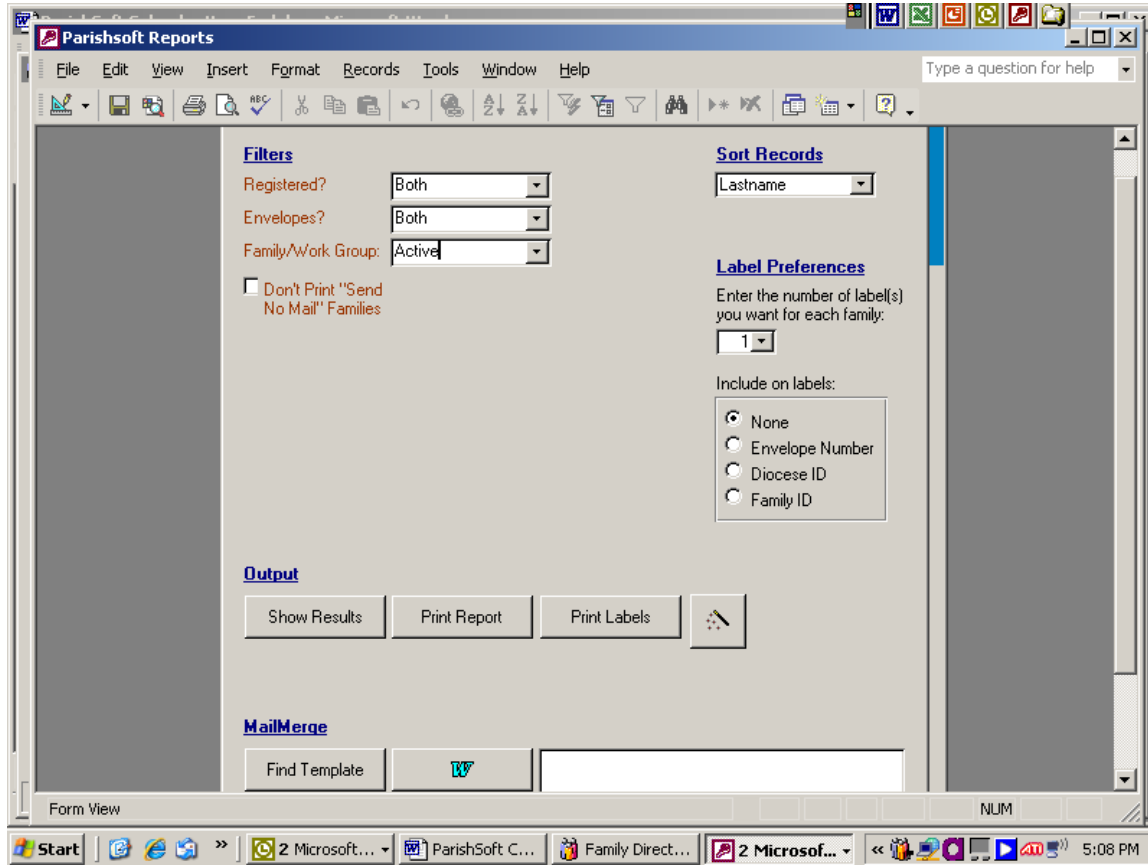 Parishsoft Reports
File Edit View Insert Format Records Tools Window Help
Type a question for help
Filters
Registered? Both
Envelopes? Both
Family/Work Group: Active
Don't Print "Send
No Mail" Families
Sort Records
Lastname
Label Preferences
Enter the number of label(s)
you want for each family:
1
Include on labels:
None
Envelope Number
Diocese ID
Family ID
Output
Show Results Print Report Print Labels
MailMerge
Find Template W
Form View NUM
Start » 2 Microsoft... ParishSoft C... Family Direct... 2 Microsof... « 5:08 PM